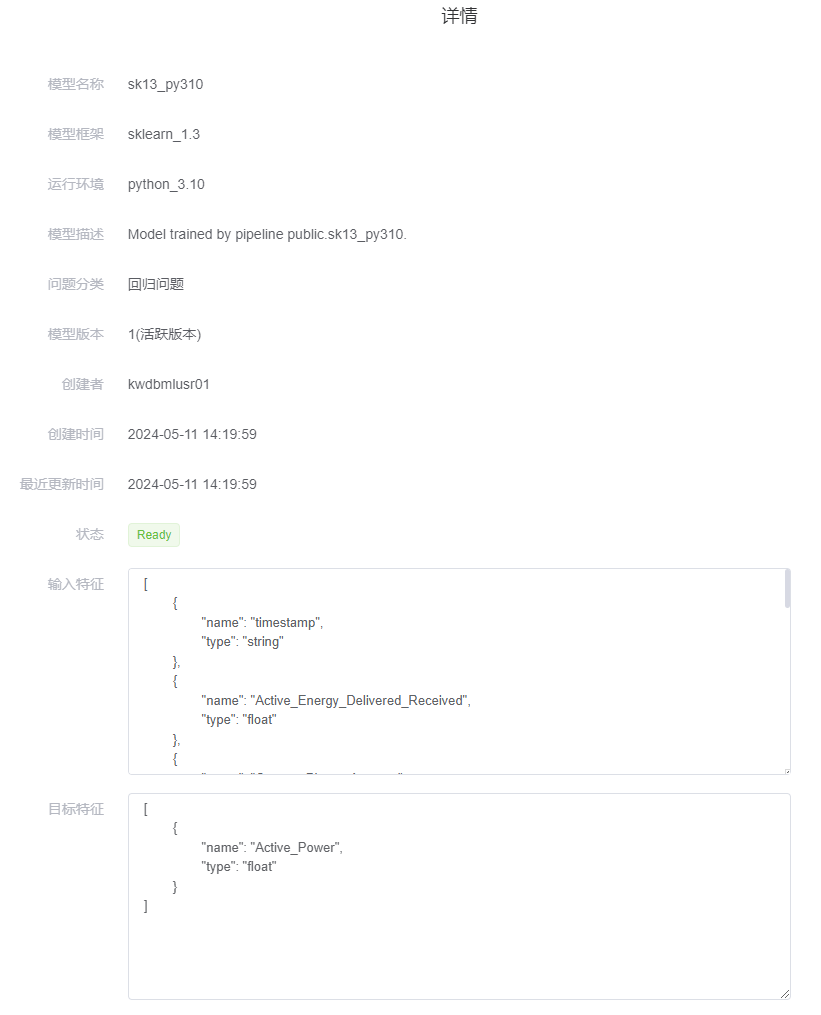 详情
模型名称 sk13_py310
模型框架 sklearn_1.3
运行环境 python_3.10
模型描述 Model trained by pipeline public.sk13_py310.
问题分类 回归问题
模型版本 1(活跃版本)
创建者 kwdbmlusr01
创建时间 2024-05-11 14:19:59
最近更新时间 2024-05-11 14:19:59
状态 Ready
输入特征 [
{
"name": "timestamp",
"type": "string"
},
{
"name": "Active_Energy_Delivered_Received",
"type": "float"
},
{
目标特征 [
{
"name": "Active_Power",
"type": "float"
}
]